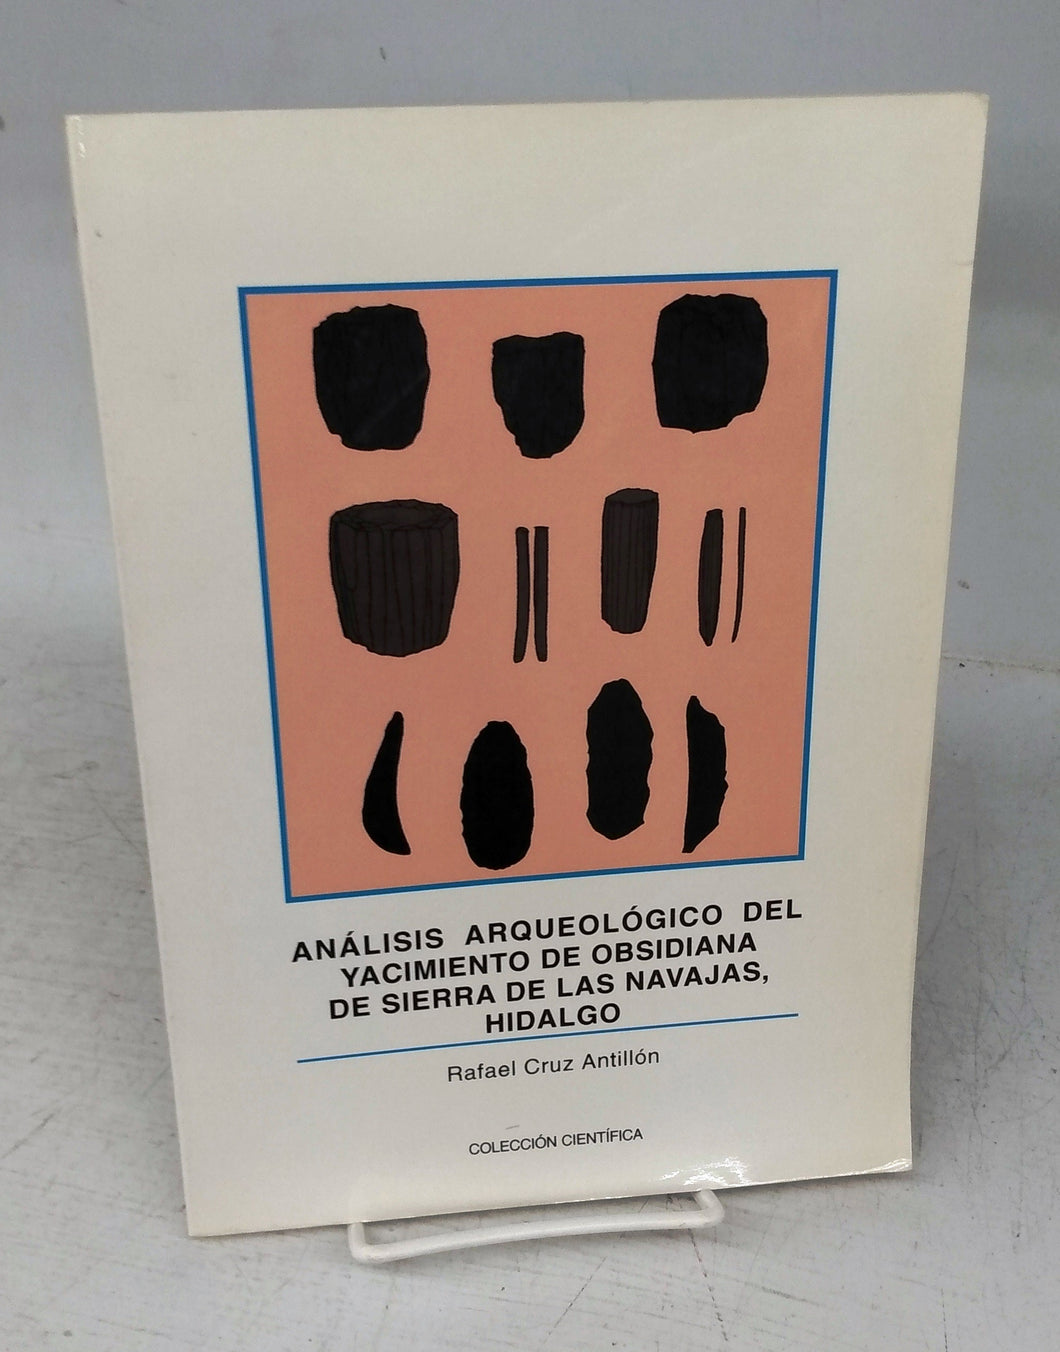 ANÁLISIS ARQUEOLÓGICO DEL
YACIMIENTO DE OBSIDIANA
DE SIERRA DE LAS NAVAJAS,
HIDALGO
Rafael Cruz Antillón
COLECCIÓN CIENTÍFICA